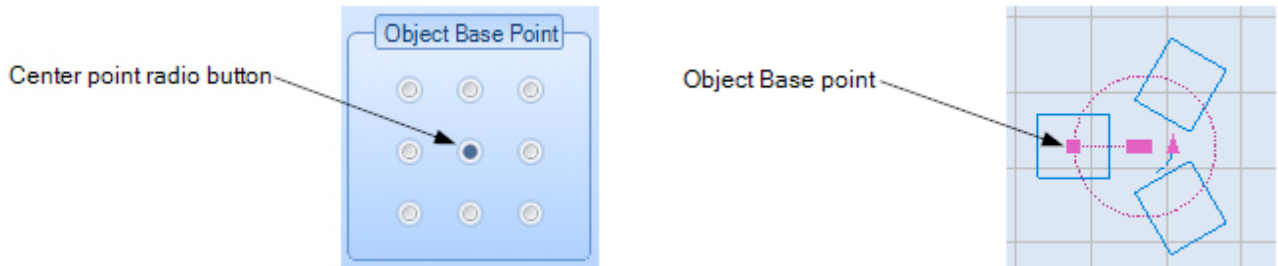 Object Base Point
Center point radio button
Object Base point